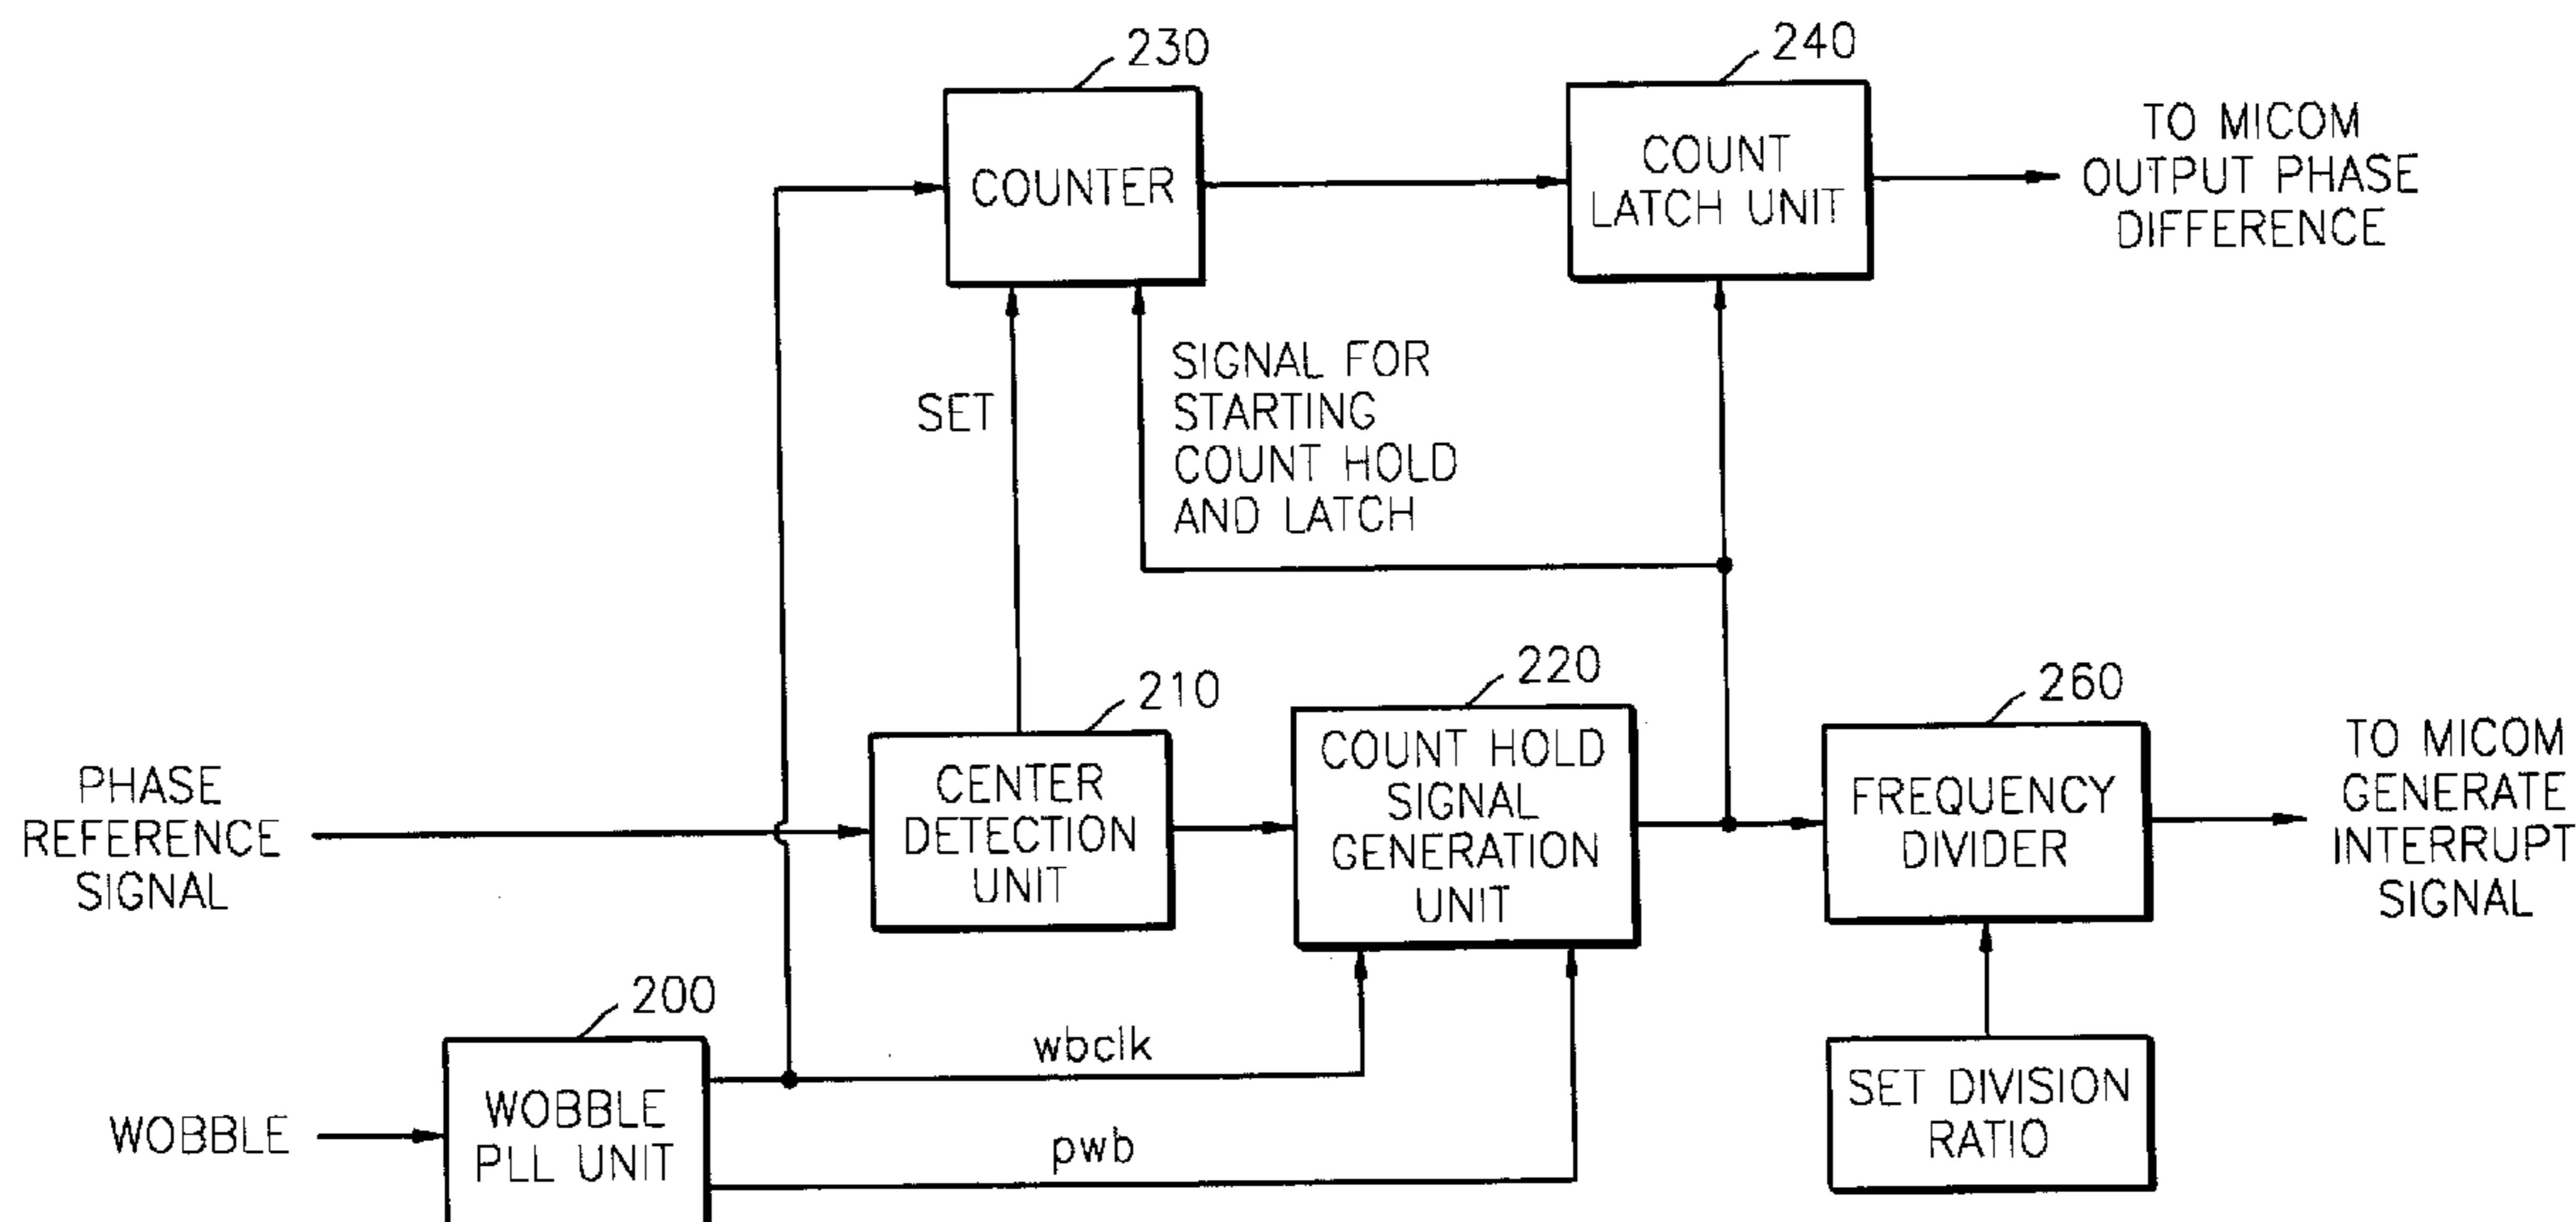 230
240
COUNTER
COUNT
LATCH UNIT
TO MICOM
OUTPUT PHASE
DIFFERENCE
SET
SIGNAL FOR
STARTING
COUNT HOLD
AND LATCH
210
220
260
PHASE
REFERENCE
SIGNAL
CENTER
DETECTION
UNIT
COUNT HOLD
SIGNAL
GENERATION
UNIT
FREQUENCY
DIVIDER
TO MICOM
GENERATE
INTERRUPT
SIGNAL
200
WOBBLE
WOBBLE
PLL UNIT
wbclk
pwb
SET DIVISION
RATIO